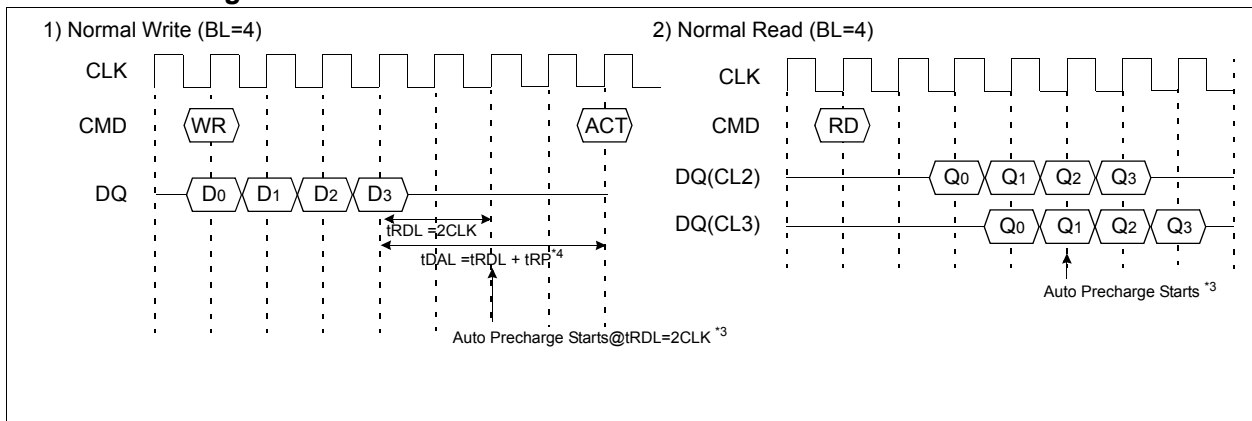 1) Normal Write (BL=4)
CLK
CMD
WR
ACT
DQ
D0
D1
D2
D3
tRDL =2CLK
tDAL =tRDL + tRP*4
Auto Precharge Starts@tRDL=2CLK *3
2) Normal Read (BL=4)
CLK
CMD
RD
DQ(CL2)
Q0
Q1
Q2
Q3
DQ(CL3)
Q0
Q1
Q2
Q3
Auto Precharge Starts *3